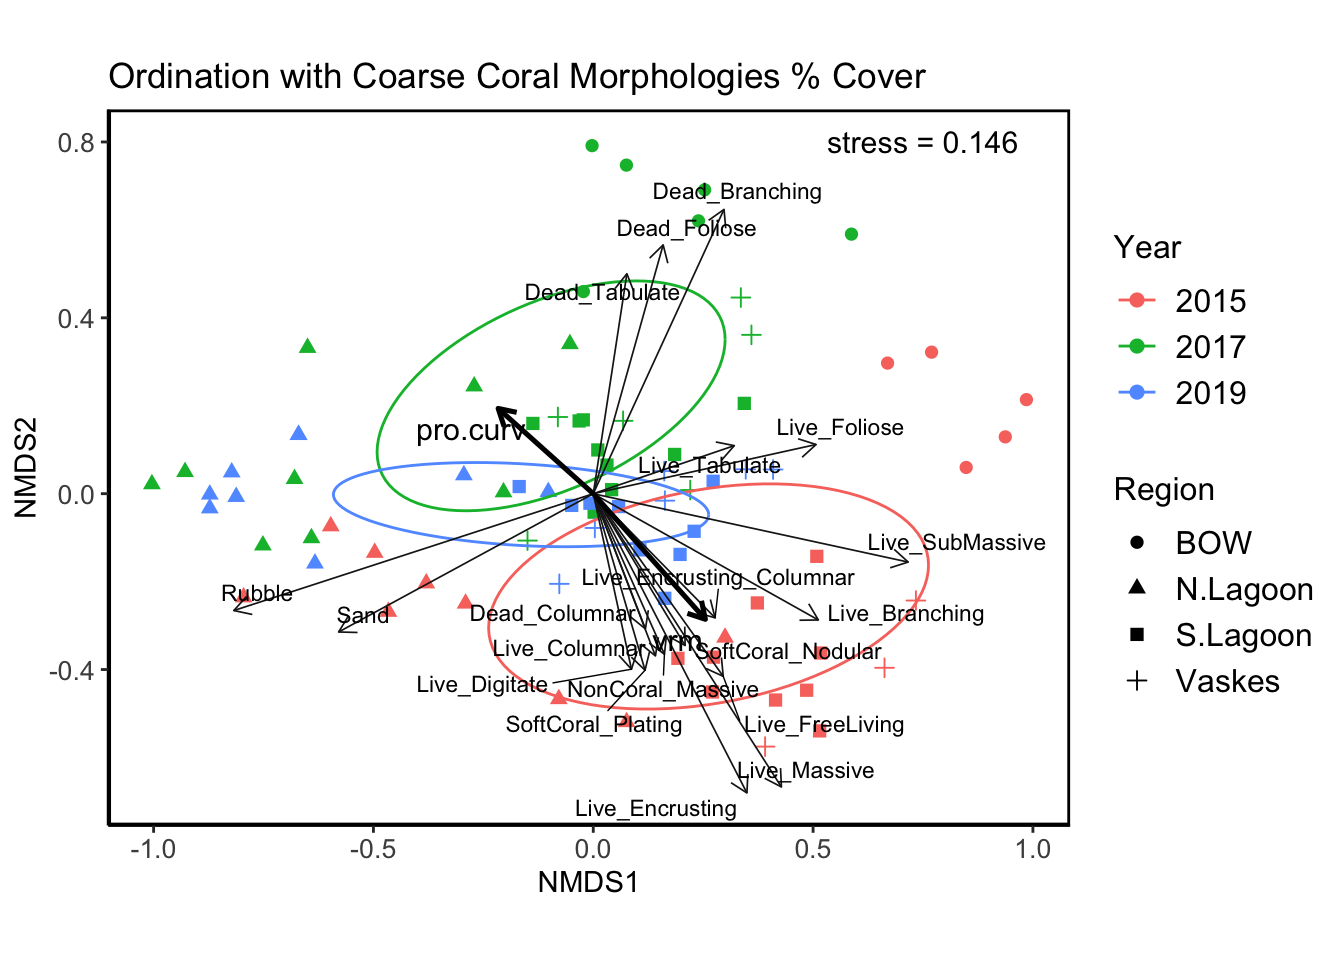 Ordination with Coarse Coral Morphologies % Cover
stress = 0.146
0.8
0.4
0.0
-0.4
NMDS2
Dead_Branching
Dead_Foliose
Dead_Tabulate
pro.curv
Live_Foliose
Live_Tabulate
Live_SubMassive
Live_Encrusting_Columnar
Rubble
Sand
Dead_Columnar
Live_Branching
vrm
Live_Columnar
SoftCoral_Nodular
Live_Digitate
NonCoral_Massive
SoftCoral_Plating
Live_FreeLiving
Live_Massive
Live_Encrusting
-1.0
-0.5
0.0
0.5
1.0
NMDS1
Year
2015
2017
2019
Region
BOW
N.Lagoon
S.Lagoon
Vaskes